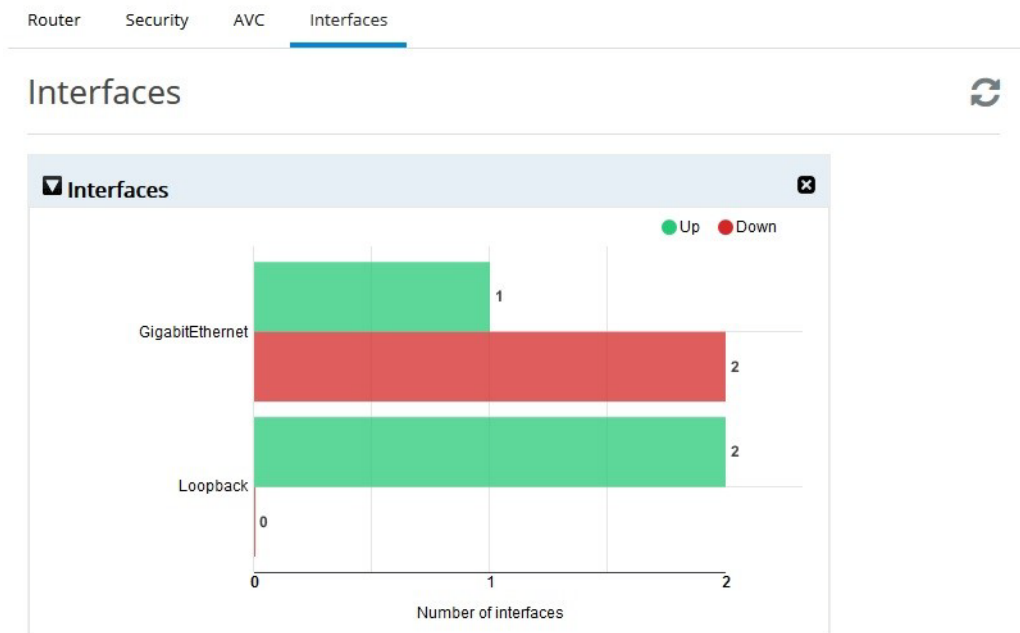 Router Security AVC Interfaces
Interfaces
Interfaces
Up Down
1
GigabitEthernet
2
2
Loopback
0
0 1 2
Number of interfaces